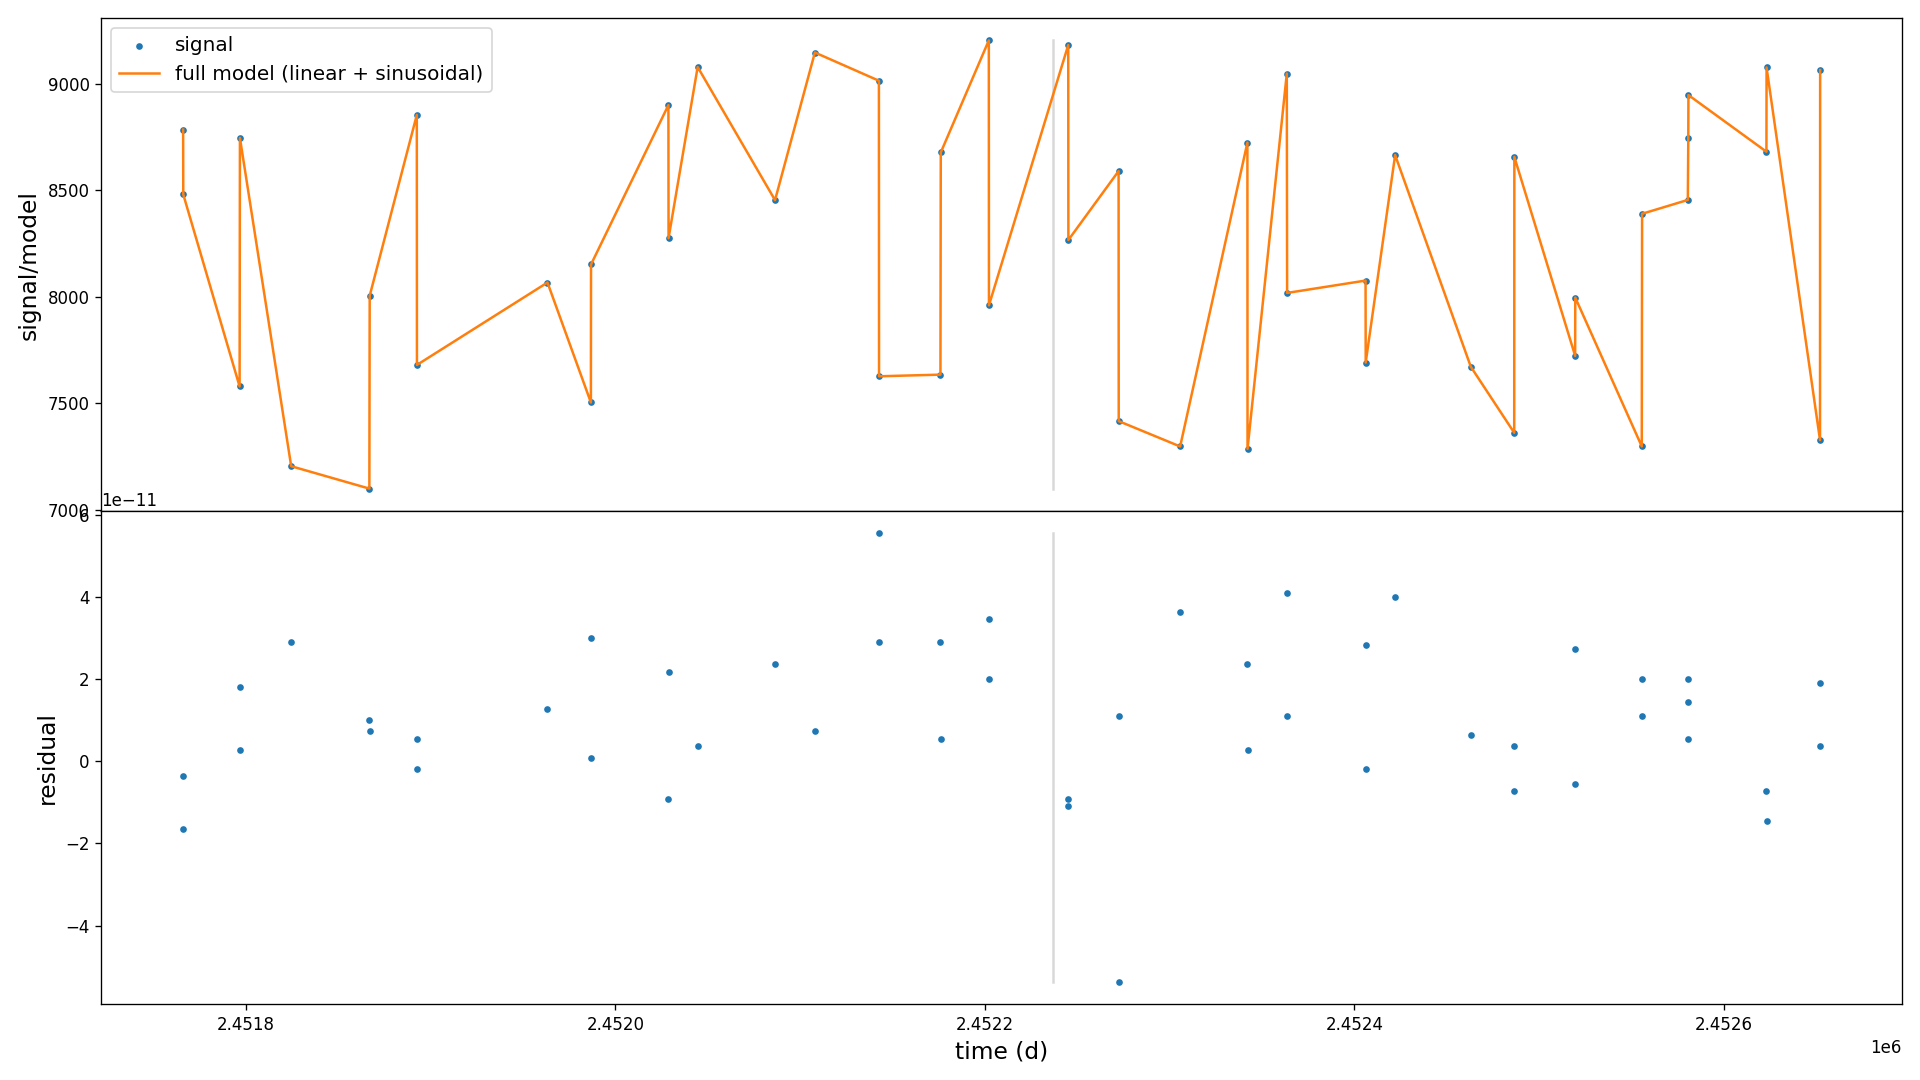 signal
full model (linear + sinusoidal)
signal/model
9000
8500
8000
7500
7000
1e−11
6
4
2
0
−2
−4
residual
2.4518
2.4520
2.4522
2.4524
2.4526
1e6
time (d)